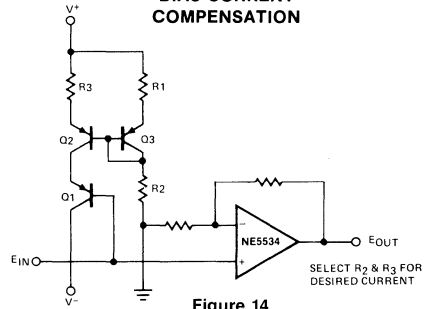 COMPENSATION
V+
R3
R1
Q2
Q3
Q1
R2
−
NE5534
+
EIN
EOUT
SELECT R2 & R3 FOR
DESIRED CURRENT
V−
Figure 14